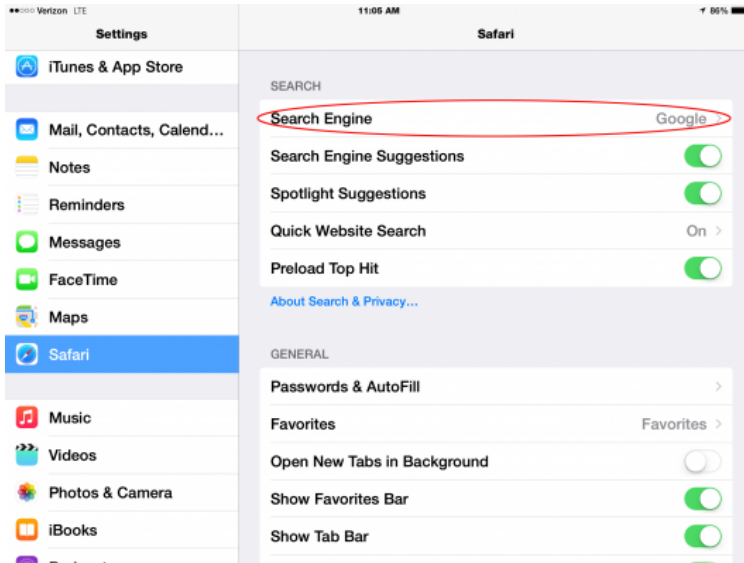 Verizon LTE
11:05 AM
86%
Settings
Safari
iTunes & App Store
Mail, Contacts, Calend...
Notes
Reminders
Messages
FaceTime
Maps
Safari
Music
Videos
Photos & Camera
iBooks
SEARCH
Search Engine Google
Search Engine Suggestions
Spotlight Suggestions
Quick Website Search On
Preload Top Hit
About Search & Privacy...
GENERAL
Passwords & AutoFill
Favorites Favorites
Open New Tabs in Background
Show Favorites Bar
Show Tab Bar